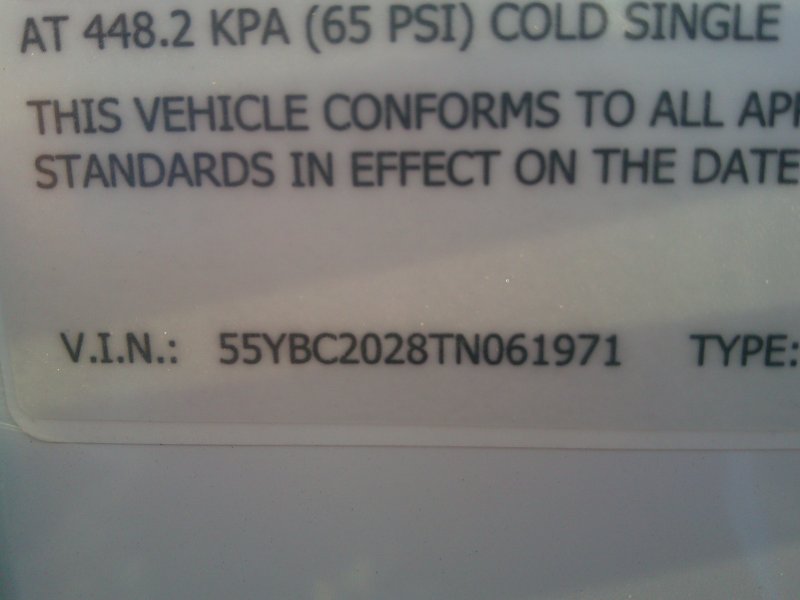 AT 448.2 KPA (65 PSI) COLD SINGLE
THIS VEHICLE CONFORMS TO ALL
STANDARDS IN EFFECT ON THE DATE
V.I.N.: 55YBC2028TN061971 TYPE: